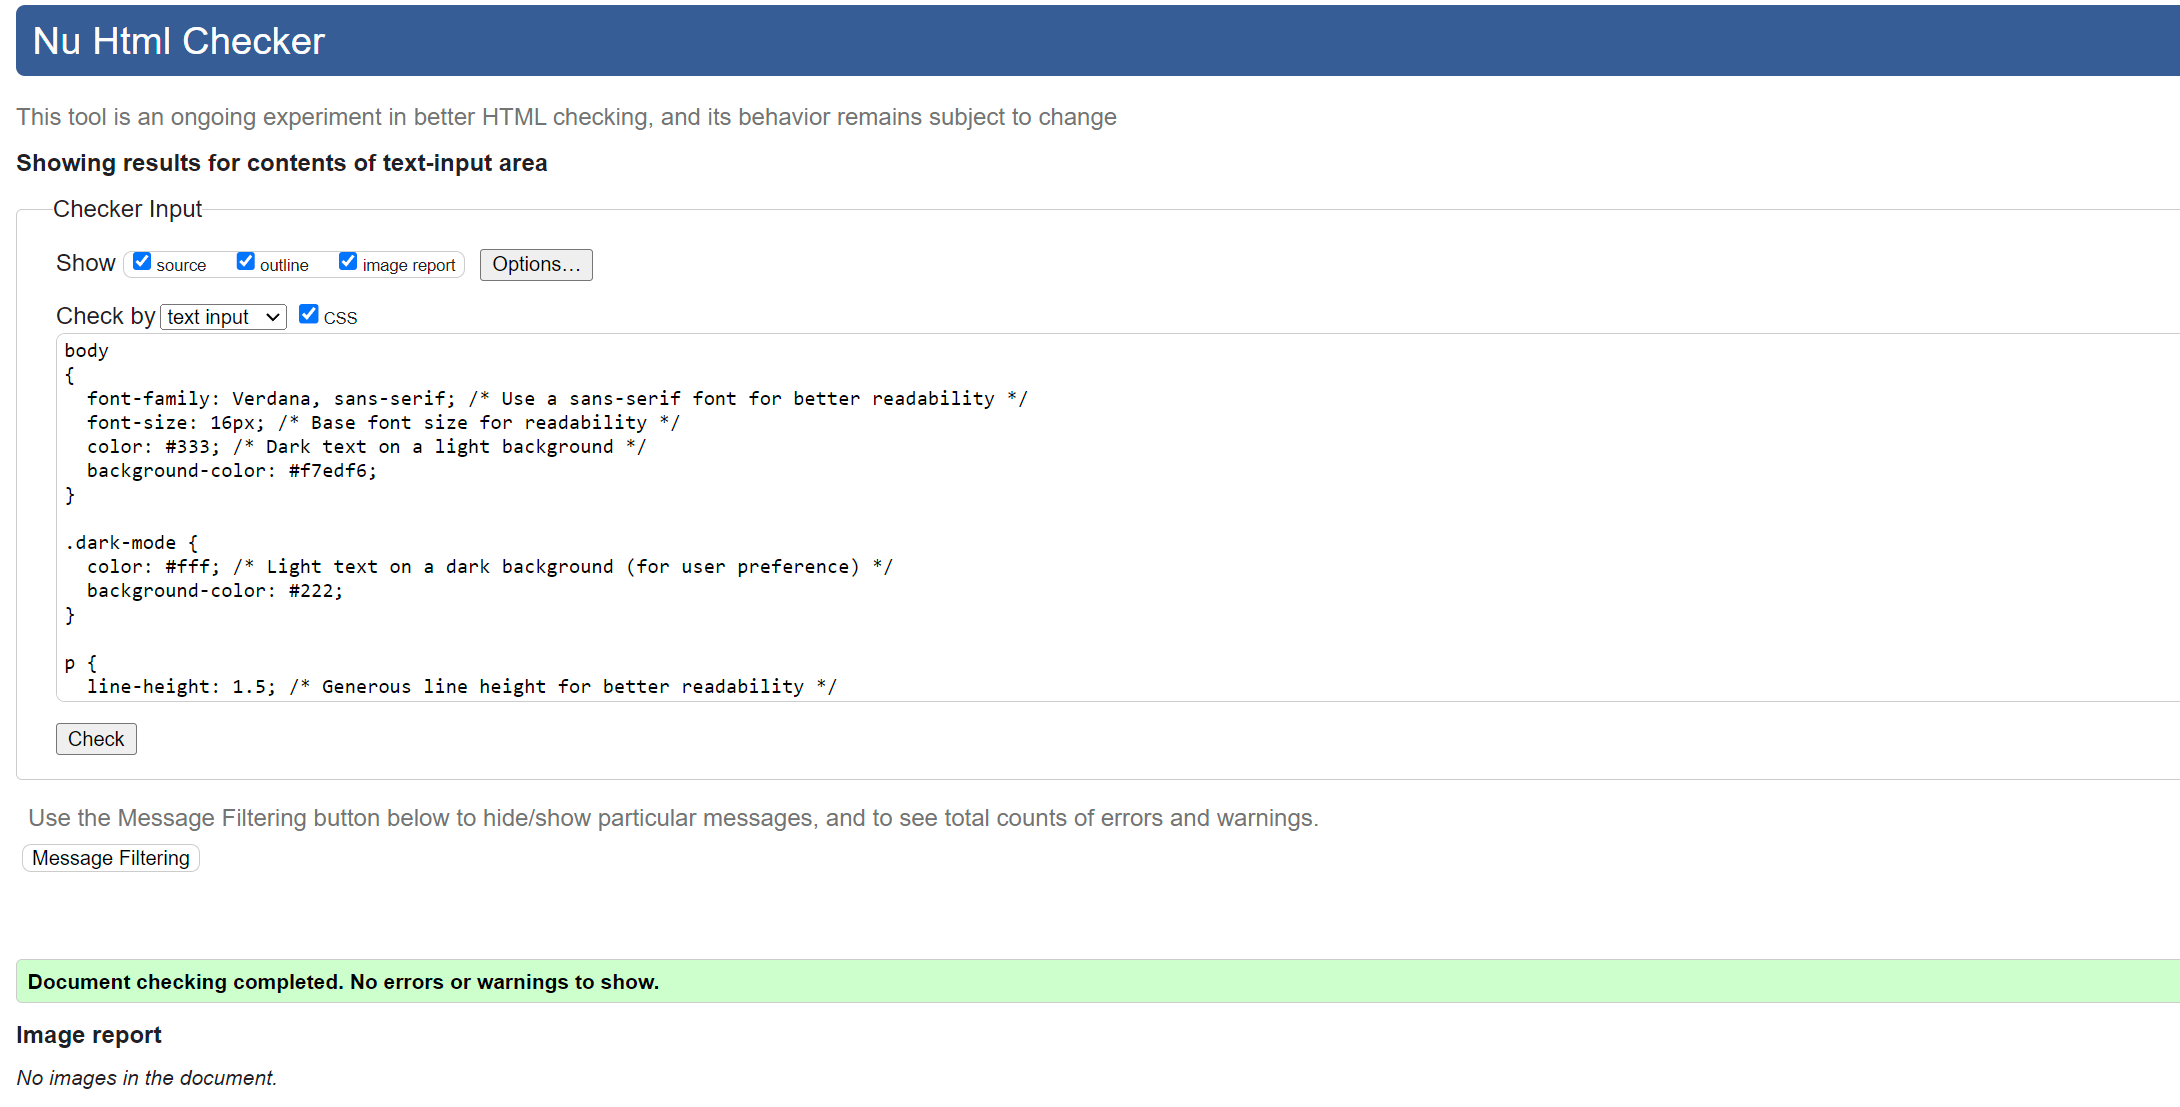 Nu Html Checker
This tool is an ongoing experiment in better HTML checking, and its behavior remains subject to change
Showing results for contents of text-input area
Checker Input
Show source outline image report Options...
Check by text input CSS
body
{
  font-family: Verdana, sans-serif; /* Use a sans-serif font for better readability */
  font-size: 16px; /* Base font size for readability */
  color: #333; /* Dark text on a light background */
  background-color: #f7edf6;
}
.dark-mode {
  color: #fff; /* Light text on a dark background (for user preference) */
  background-color: #222;
}
p {
  line-height: 1.5; /* Generous line height for better readability */
Check
Use the Message Filtering button below to hide/show particular messages, and to see total counts of errors and warnings.
Message Filtering
Document checking completed. No errors or warnings to show.
Image report
No images in the document.